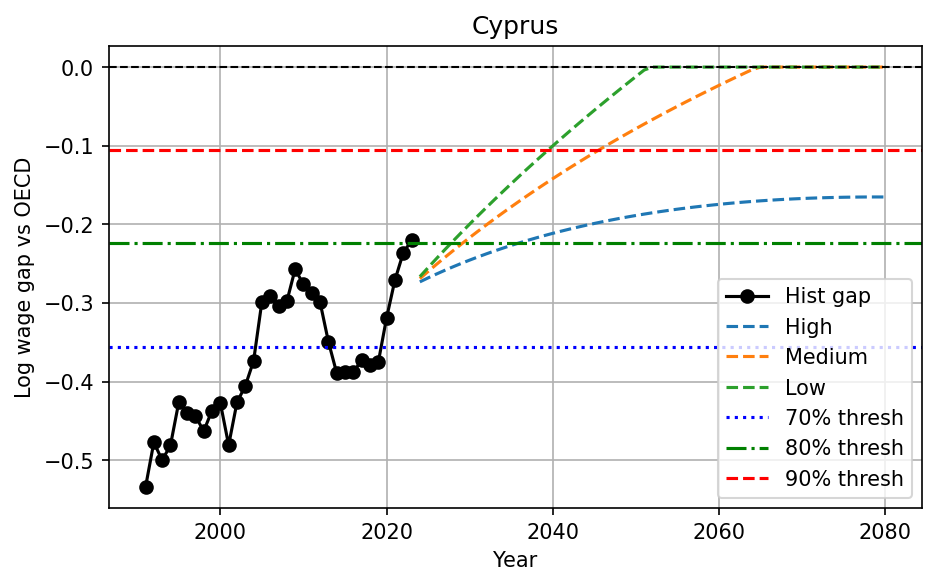 Cyprus
Log wage gap vs OECD
0.0
−0.1
−0.2
−0.3
−0.4
−0.5
2000
2020
2040
2060
2080
Year
Hist gap
High
Medium
Low
70% thresh
80% thresh
90% thresh